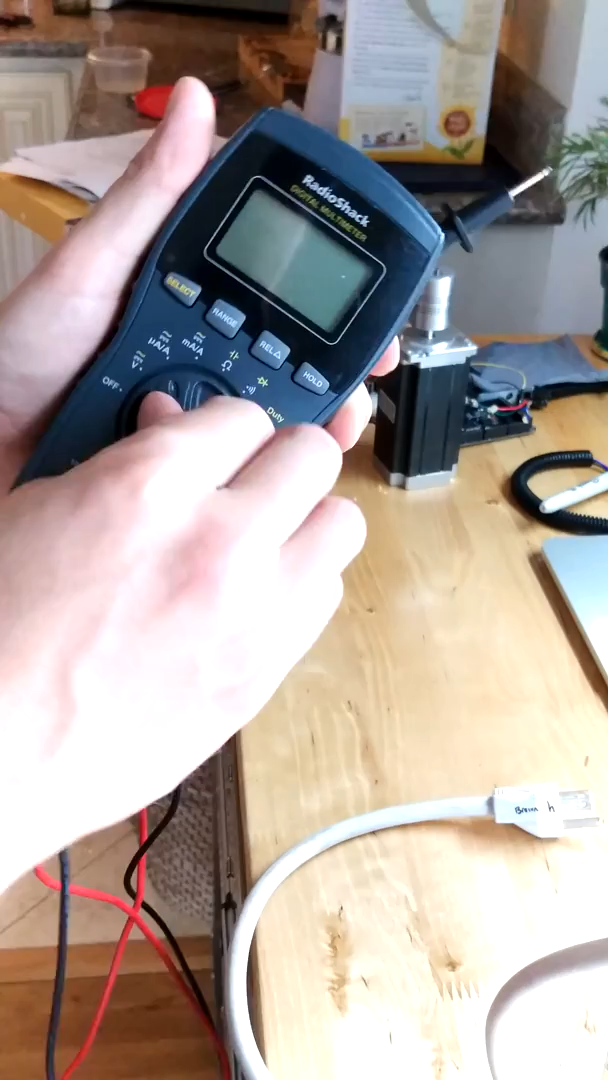 RadioShack
DIGITAL MULTIMETER
SELECT
RANGE
REL△
HOLD
μA/A
mA/A
V
Ω
OFF
Duty